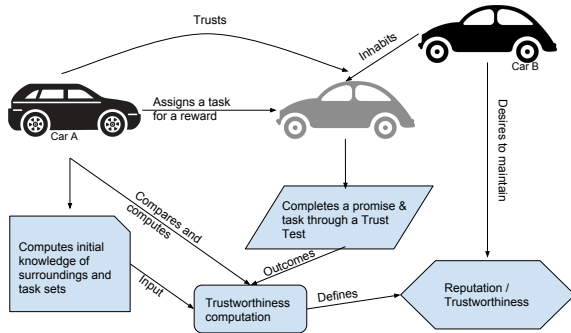 Trusts
Inhabits
Car B
Assigns a task
for a reward
Car A
Desires to maintain
Compares and
computes
Completes a promise &
task through a Trust
Test
Computes initial
knowledge of
surroundings and
task sets
Input
Outcomes
Trustworthiness
computation
Defines
Reputation /
Trustworthiness